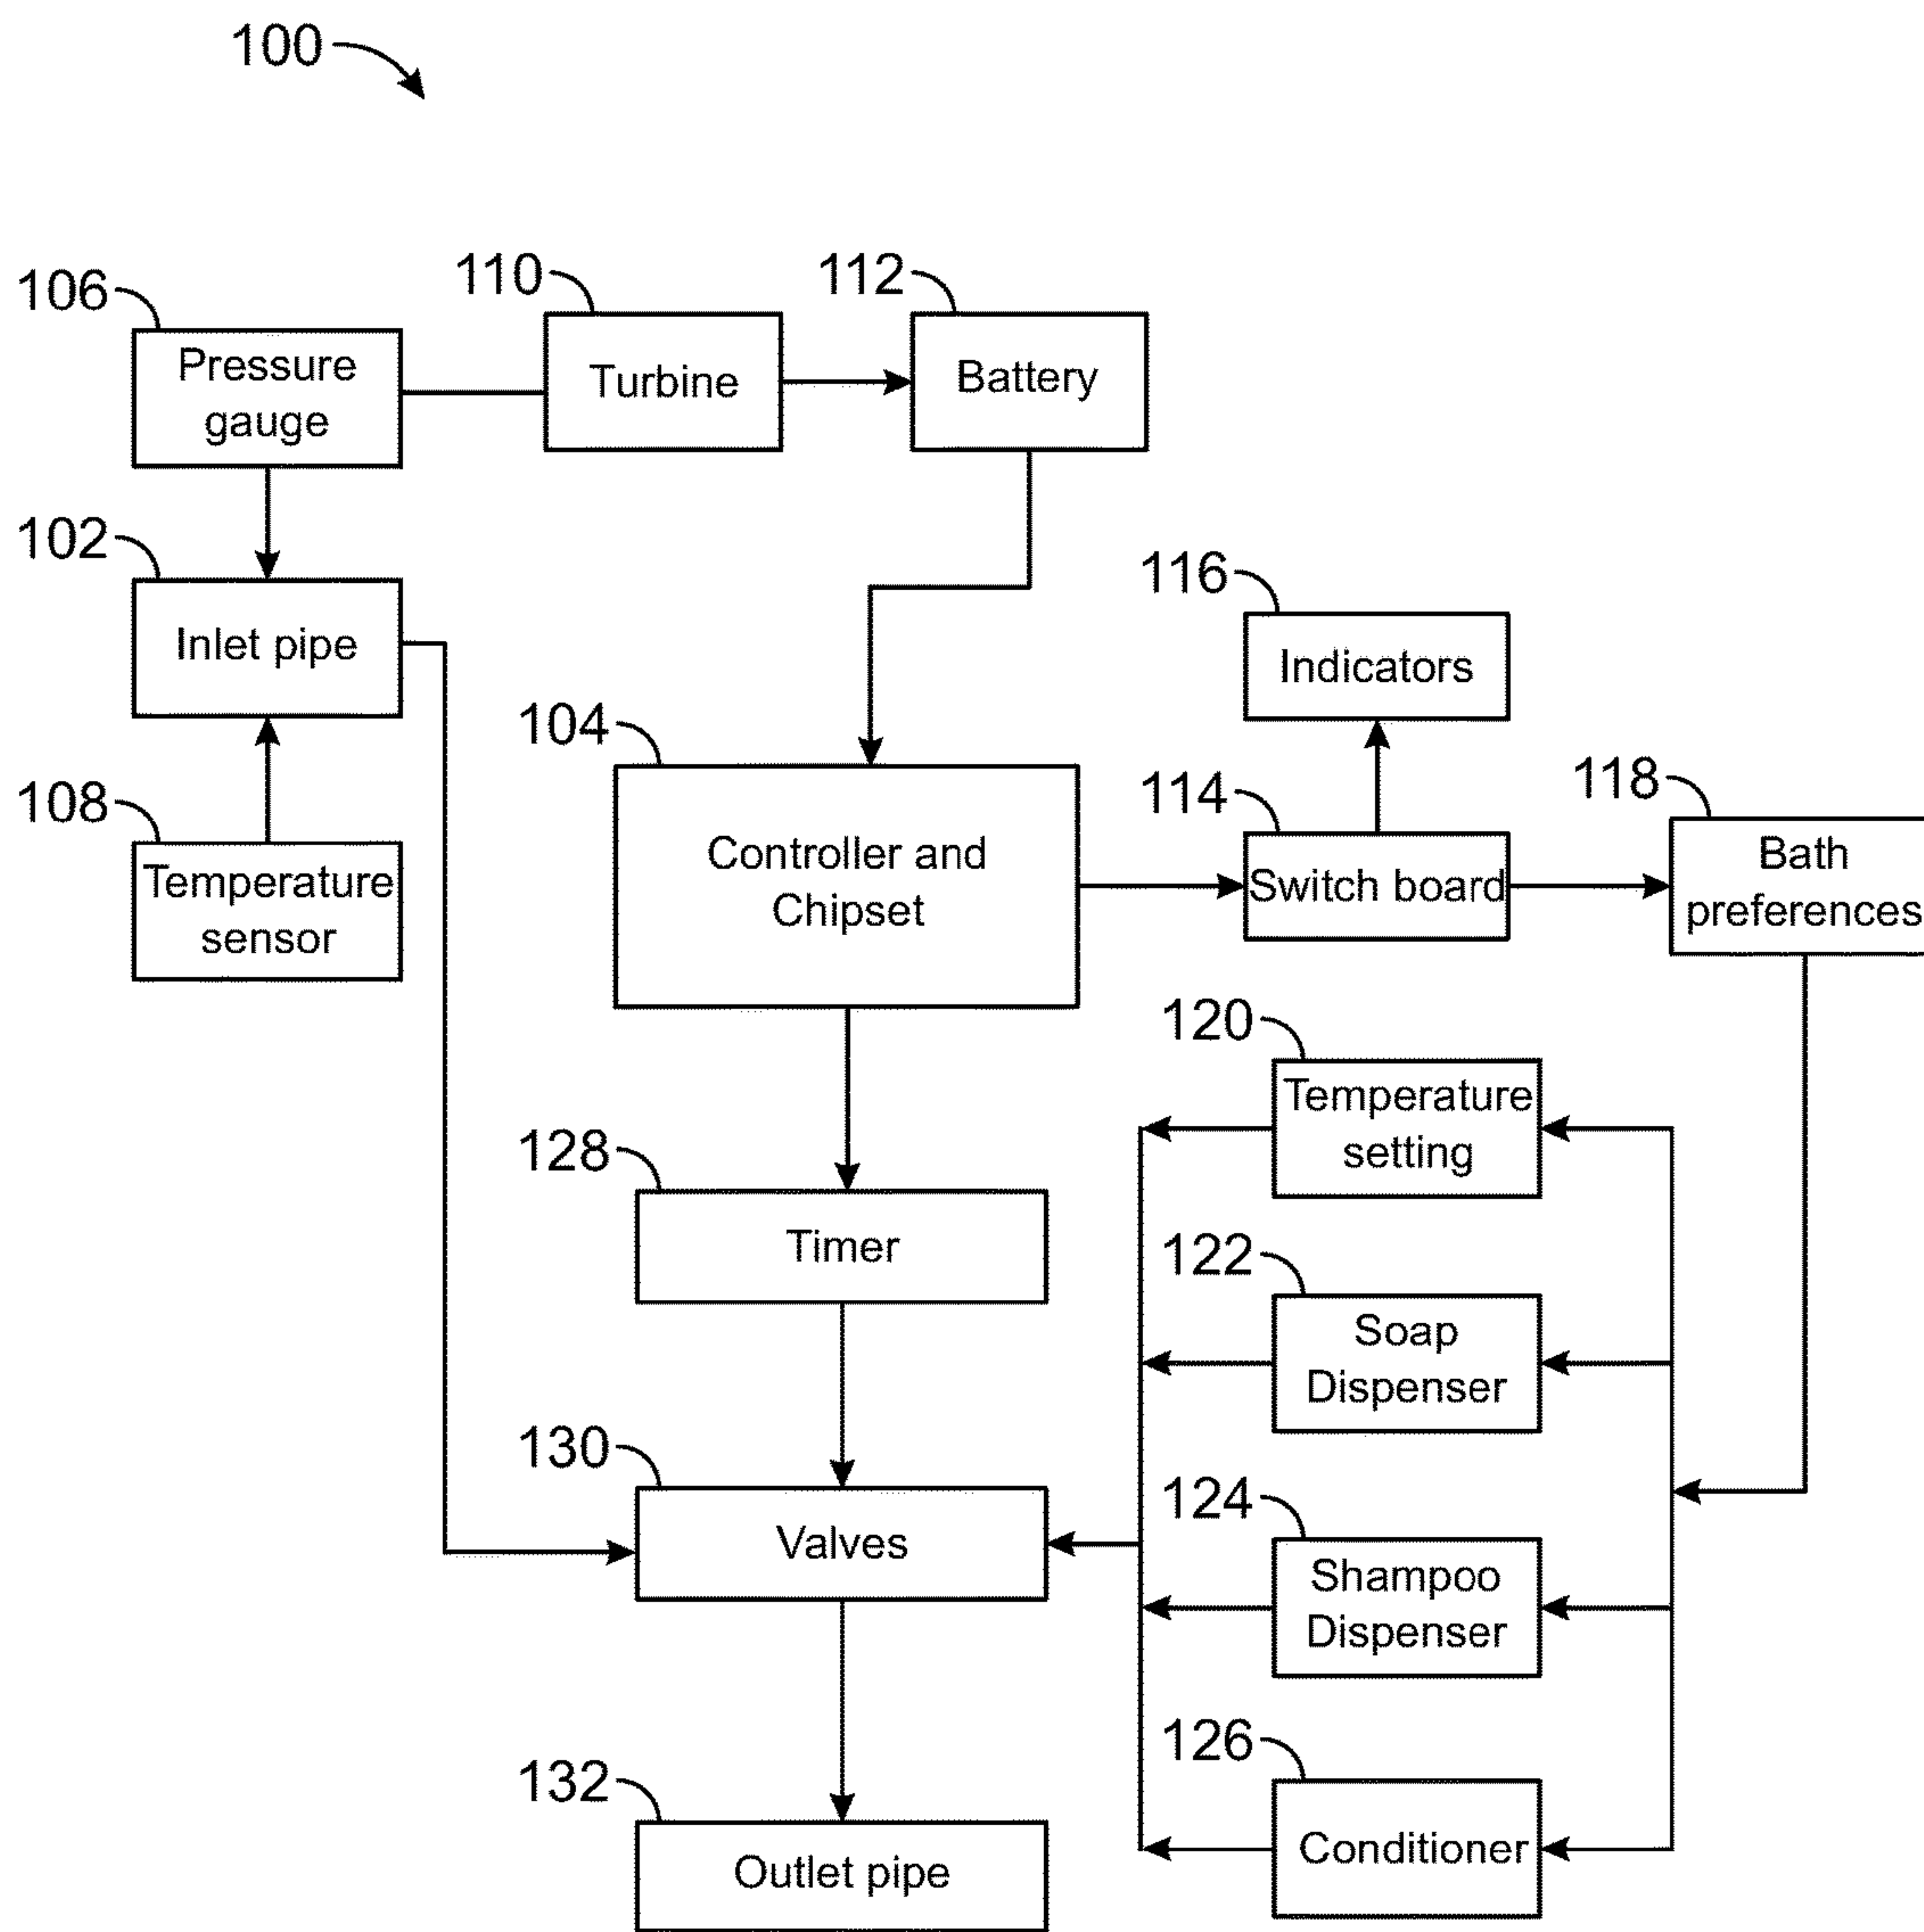 100
106
110
112
Pressure
gauge
Turbine
Battery
102
Inlet pipe
116
Indicators
104
Controller and
Chipset
114
Switch board
118
Bath
preferences
108
Temperature
sensor
120
Temperature
setting
128
Timer
122
Soap
Dispenser
130
Valves
124
Shampoo
Dispenser
126
Conditioner
132
Outlet pipe